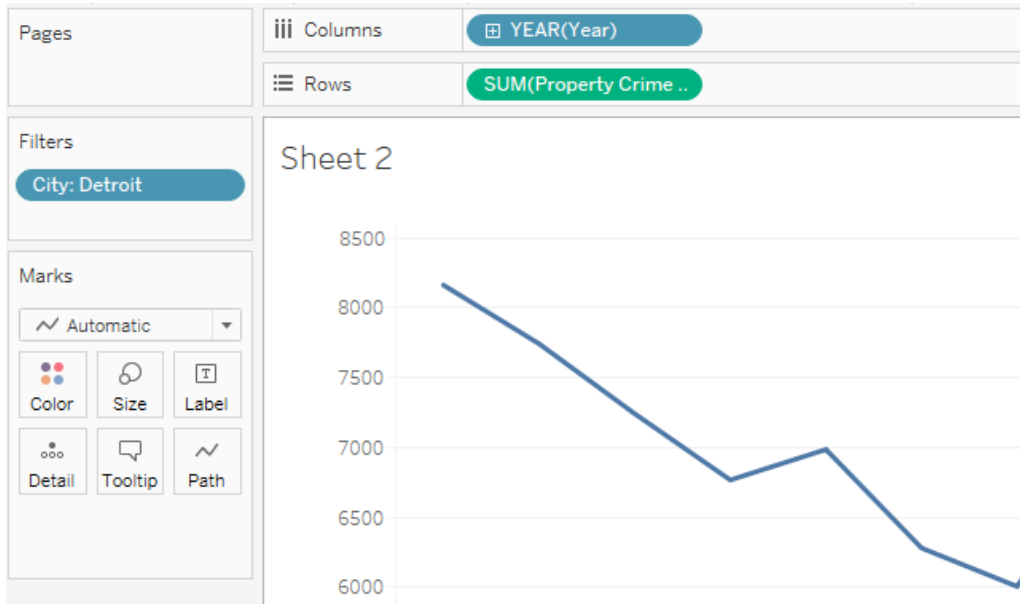 Pages
Columns
YEAR(Year)
Rows
SUM(Property Crime ..
Filters
City: Detroit
Sheet 2
8500
8000
7500
7000
6500
6000
Marks
Automatic
Color
Size
T
Label
Detail
Tooltip
Path